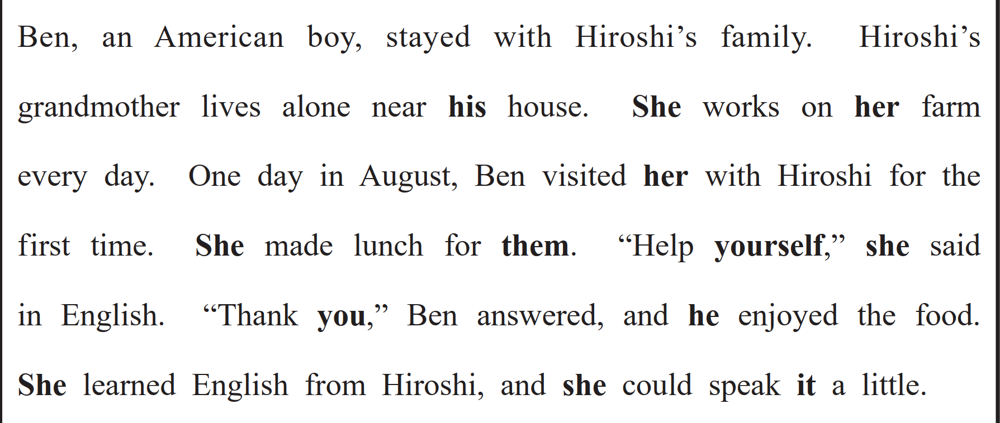 Ben, an American boy, stayed with Hiroshi’s family. Hiroshi’s
grandmother lives alone near his house. She works on her farm
every day. One day in August, Ben visited her with Hiroshi for the
first time. She made lunch for them. “Help yourself,” she said
in English. “Thank you,” Ben answered, and he enjoyed the food.
She learned English from Hiroshi, and she could speak it a little.